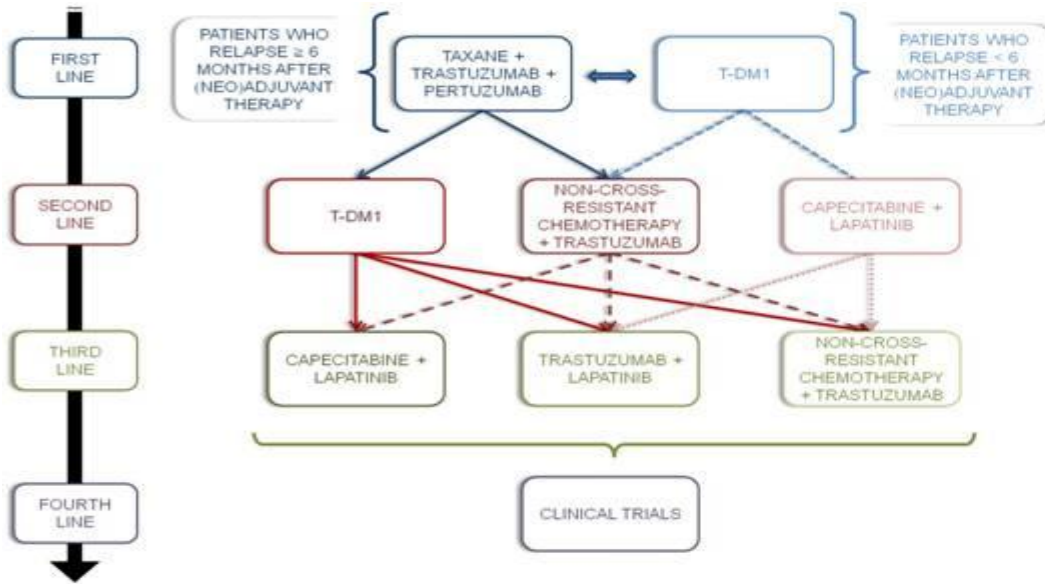 FIRST
LINE
PATIENTS WHO
RELAPSE ≥ 6
MONTHS AFTER
(NEO)ADJUVANT
THERAPY
TAXANE +
TRASTUZUMAB +
PERTUZUMAB
T-DM1
PATIENTS WHO
RELAPSE < 6
MONTHS AFTER
(NEO)ADJUVANT
THERAPY
SECOND
LINE
T-DM1
NON-CROSS-
RESISTANT
CHEMOTHERAPY
+ TRASTUZUMAB
CAPECITABINE +
LAPATINIB
THIRD
LINE
CAPECITABINE +
LAPATINIB
TRASTUZUMAB +
LAPATINIB
NON-CROSS-
RESISTANT
CHEMOTHERAPY
+ TRASTUZUMAB
FOURTH
LINE
CLINICAL TRIALS